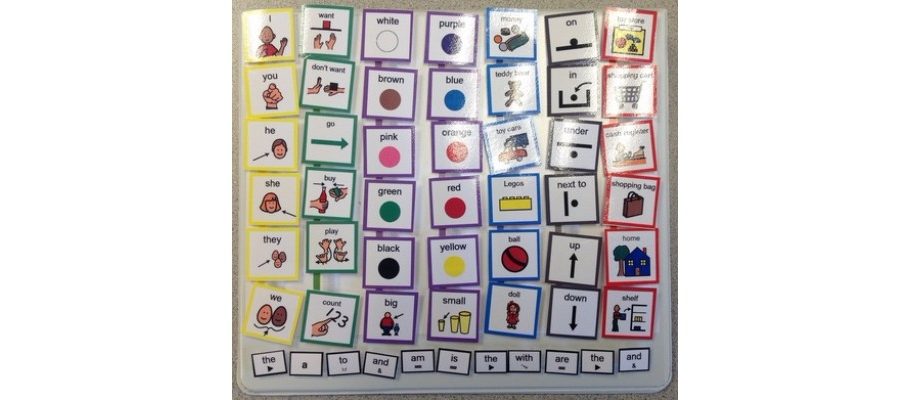 I want white purple money on toy store
you don't want brown blue teddy bear in shopping cart
he go pink orange toy cars under cash register
she buy green red Legos next to shopping bag
they play black yellow ball up home
we count big small doll down shelf
123
the a to and am is the with are the and
& &